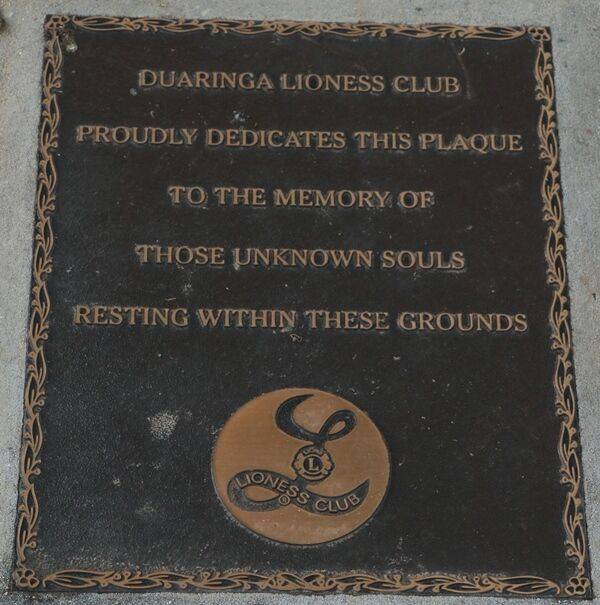 DUARINGA LIONESS CLUB
PROUDLY DEDICATES THIS PLAQUE
TO THE MEMORY OF
THOSE UNKNOWN SOULS
RESTING WITHIN THESE GROUNDS
L
LIONESS CLUB
®